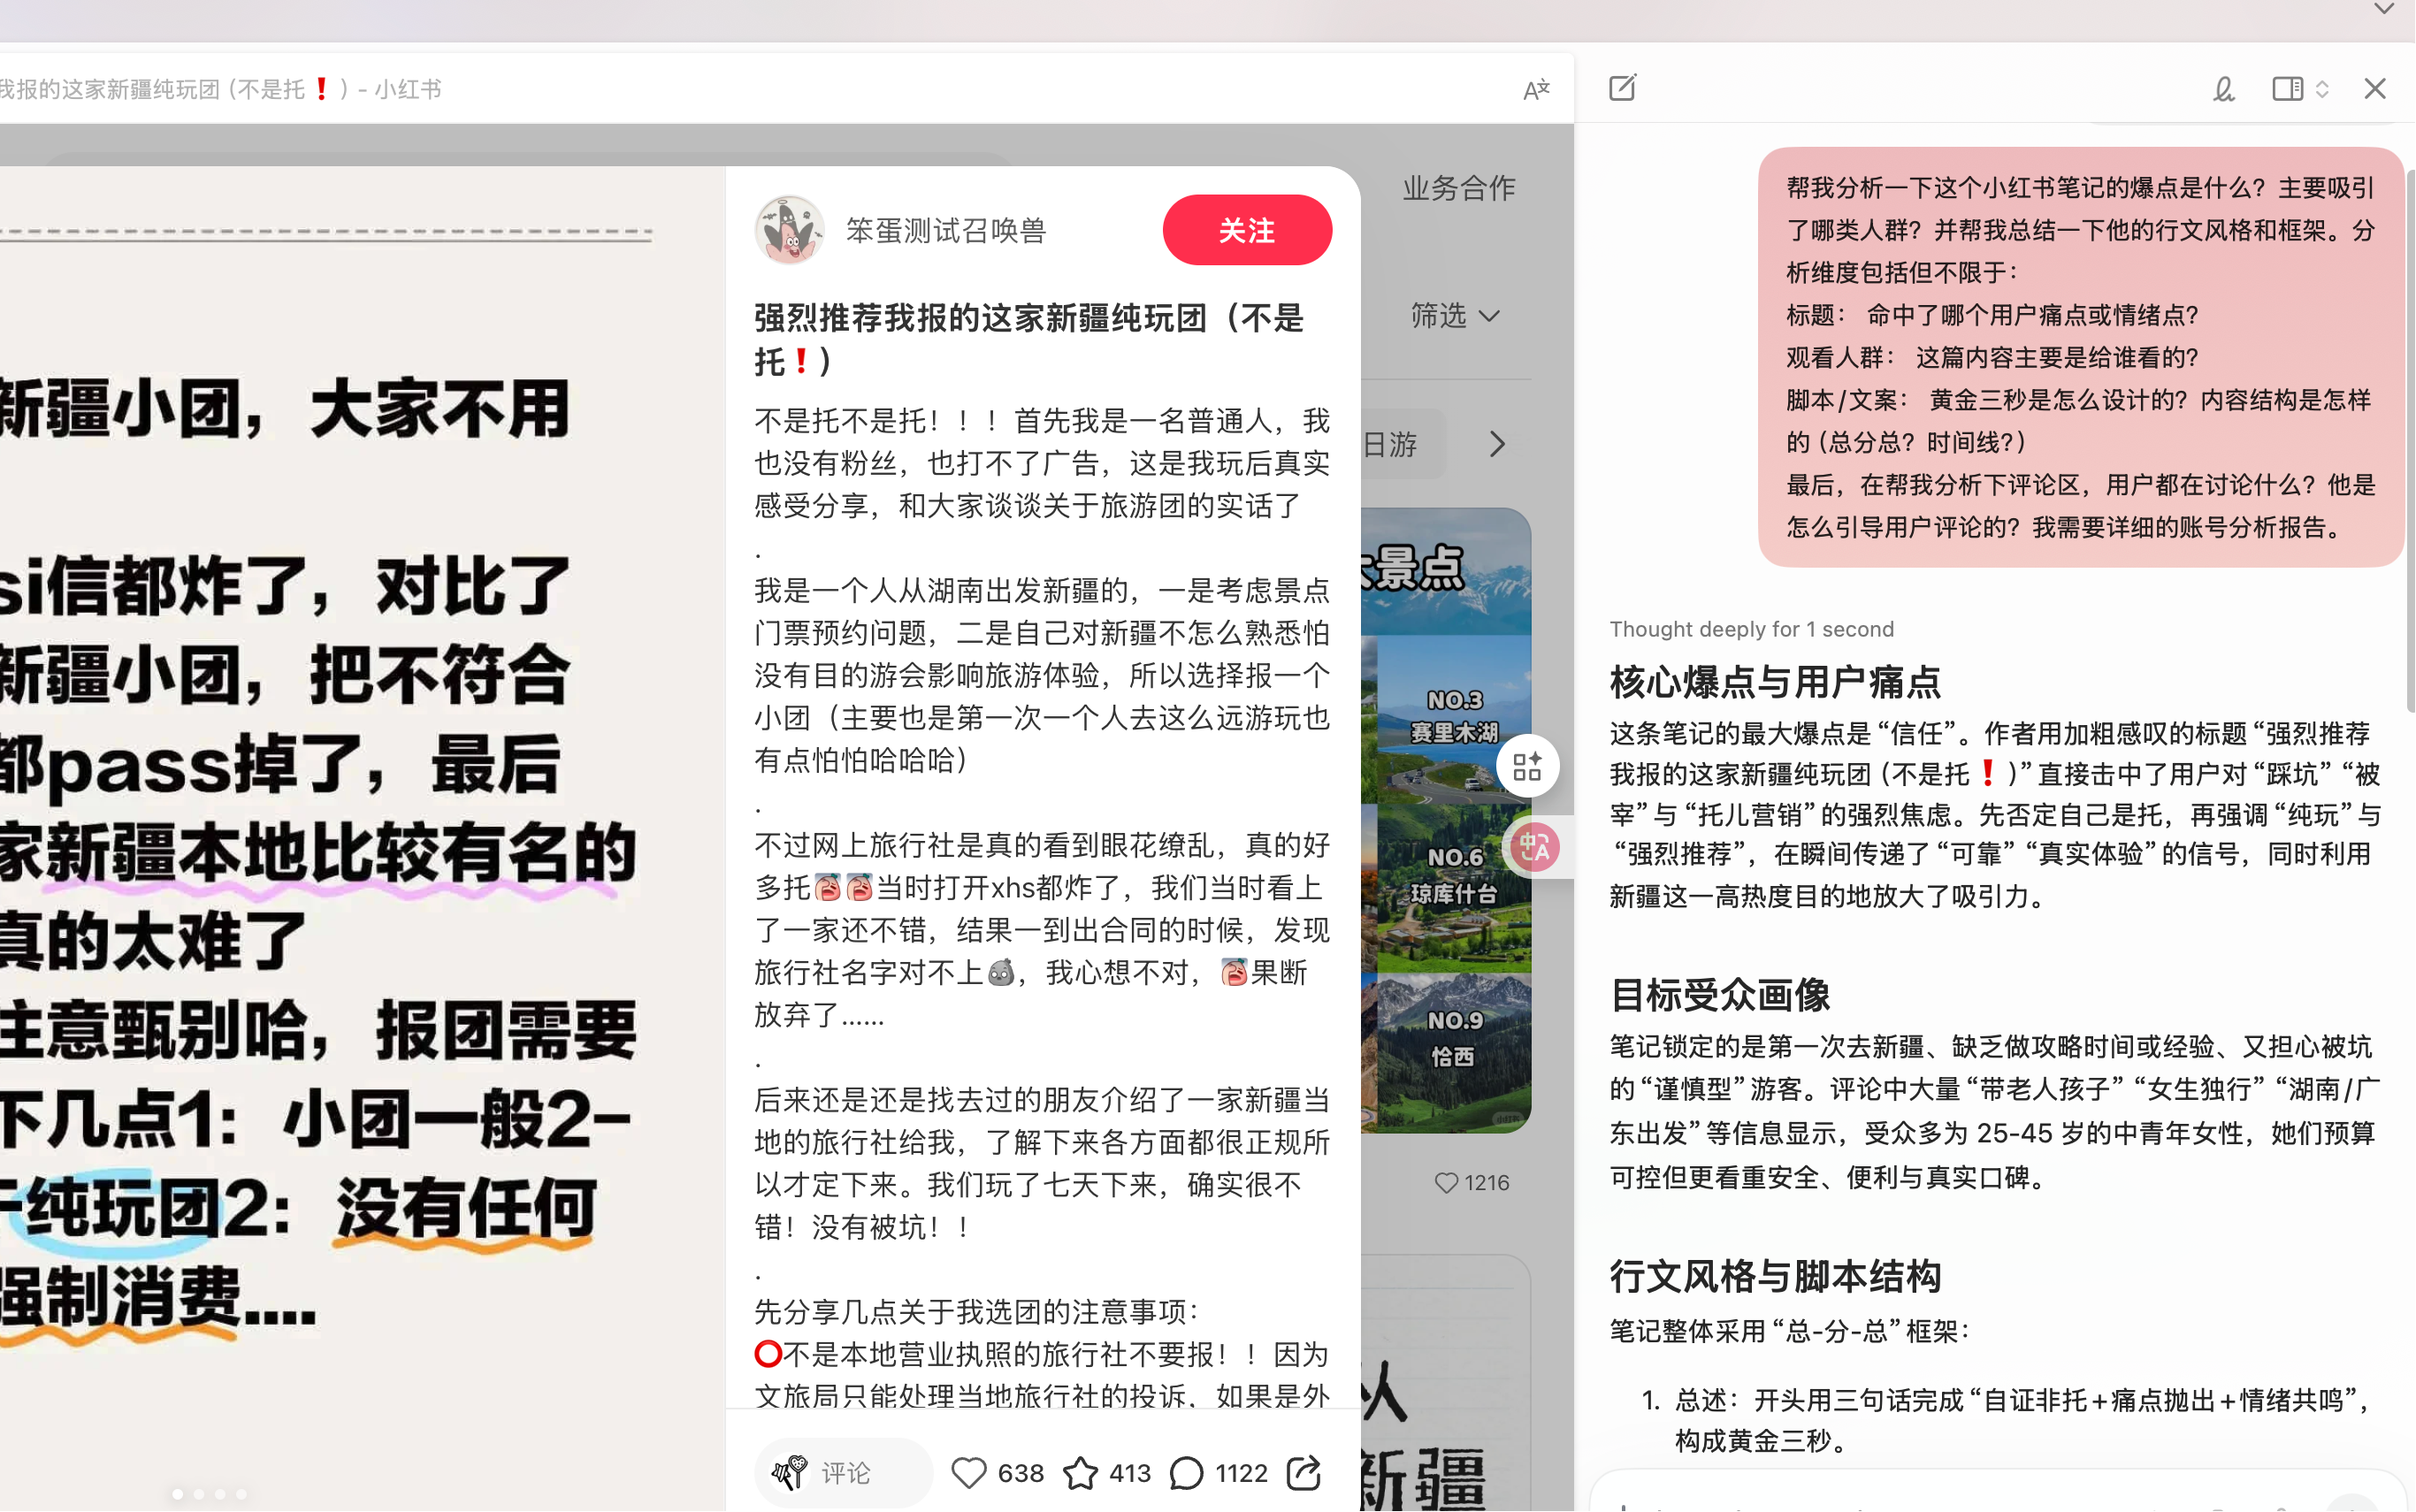 我报的这家新疆纯玩团（不是托❗）- 小红书
新疆小团，大家不用
si信都炸了，对比了
新疆小团，把不符合
都pass掉了，最后
家新疆本地比较有名的
真的太难了
注意甄别哈，报团需要
下几点1：小团一般2-
纯玩团2：没有任何
强制消费....
笨蛋测试召唤兽
关注
强烈推荐我报的这家新疆纯玩团（不是
托❗）
不是托不是托！！！首先我是一名普通人，我
也没有粉丝，也打不了广告，这是我玩后真实
感受分享，和大家谈谈关于旅游团的实话了
.
我是一个人从湖南出发新疆的，一是考虑景点
门票预约问题，二是自己对新疆不怎么熟悉怕
没有目的游会影响旅游体验，所以选择报一个
小团（主要也是第一次一个人去这么远游玩也
有点怕怕哈哈哈）
.
不过网上旅行社是真的看到眼花缭乱，真的好
多托当时打开xhs都炸了，我们当时看上
了一家还不错，结果一到出合同的时候，发现
旅行社名字对不上，我心想不对，果断
放弃了……
.
后来还是还是找去过的朋友介绍了一家新疆当
地的旅行社给我，了解下来各方面都很正规所
以才定下来。我们玩了七天下来，确实很不
错！没有被坑！！
.
先分享几点关于我选团的注意事项：
⭕不是本地营业执照的旅行社不要报！！因为
文旅局只能处理当地旅行社的投诉，如果是外
评论
638
413
1122
业务合作
筛选
日游
大景点
NO.3
赛里木湖
NO.6
琼库什台
NO.9
恰西
小红书
1216
从
新疆
帮我分析一下这个小红书笔记的爆点是什么？主要吸引
了哪类人群？并帮我总结一下他的行文风格和框架。分
析维度包括但不限于：
标题： 命中了哪个用户痛点或情绪点？
观看人群： 这篇内容主要是给谁看的？
脚本/文案： 黄金三秒是怎么设计的？内容结构是怎样
的（总分总？时间线？）
最后，在帮我分析下评论区，用户都在讨论什么？他是
怎么引导用户评论的？我需要详细的账号分析报告。
Thought deeply for 1 second
核心爆点与用户痛点
这条笔记的最大爆点是“信任”。作者用加粗感叹的标题“强烈推荐
我报的这家新疆纯玩团（不是托❗）”直接击中了用户对“踩坑”“被
宰”与“托儿营销”的强烈焦虑。先否定自己是托，再强调“纯玩”与
“强烈推荐”，在瞬间传递了“可靠”“真实体验”的信号，同时利用
新疆这一高热度目的地放大了吸引力。
目标受众画像
笔记锁定的是第一次去新疆、缺乏做攻略时间或经验、又担心被坑
的“谨慎型”游客。评论中大量“带老人孩子”“女生独行”“湖南/广
东出发”等信息显示，受众多为 25-45 岁的中青年女性，她们预算
可控但更看重安全、便利与真实口碑。
行文风格与脚本结构
笔记整体采用“总-分-总”框架：
1. 总述：开头用三句话完成“自证非托+痛点抛出+情绪共鸣”，
构成黄金三秒。